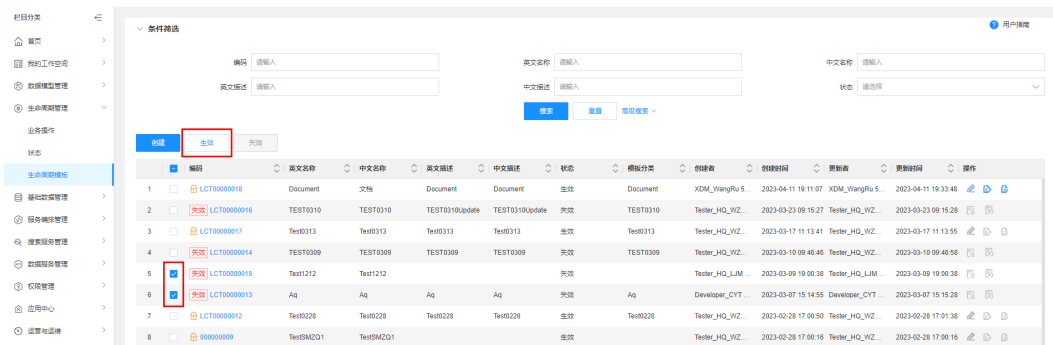 栏目分类
首页
我的工作空间
数据模型管理
生命周期管理
业务操作
状态
生命周期模板
基础数据管理
服务编排管理
搜索服务管理
数据服务管理
权限管理
应用中心
运营与运维
条件筛选
? 用户指南
编码 请输入 英文名称 请输入 中文名称 请输入
英文描述 请输入 中文描述 请输入 状态 请选择
搜索 重置 高级搜索
创建 生效 失效
编码 英文名称 中文名称 英文描述 中文描述 状态 模板分类 创建者 创建时间 更新者 更新时间 操作
1 LCT00000018 Document 文档 Document Document 生效 Document XDM_WangRu 5... 2023-04-11 19:11:07 XDM_WangRu 5... 2023-04-11 19:33:48
2 失效 LCT00000016 TEST0310 TEST0310 TEST0310Update TEST0310Update 失效 TEST0310 Tester_HQ_WZ... 2023-03-23 09:15:27 Tester_HQ_WZ... 2023-03-23 09:15:28
3 LCT00000017 Test0313 Test0313 Test0313 Test0313 生效 Test0313 Tester_HQ_WZ... 2023-03-17 11:13:41 Tester_HQ_WZ... 2023-03-17 11:13:55
4 失效 LCT00000014 TEST0309 TEST0309 TEST0309 TEST0309 失效 TEST0309 Tester_HQ_WZ... 2023-03-10 09:46:46 Tester_HQ_WZ... 2023-03-10 09:46:58
5 失效 LCT00000015 Test1212 Test1212 失效 Tester_HQ_LJM ... 2023-03-09 19:00:38 Tester_HQ_LJM ... 2023-03-09 19:00:38
6 失效 LCT00000013 Aq Aq Aq Aq 失效 Aq Developer_CYT ... 2023-03-07 15:14:55 Developer_CYT ... 2023-03-07 15:15:28
7 LCT00000012 Test0228 Test0228 Test0228 Test0228 生效 Test0228 Tester_HQ_WZ... 2023-02-28 17:00:50 Tester_HQ_WZ... 2023-02-28 17:01:38
8 000000009 TestSMZQ1 TestSMZQ1 生效 Tester_HQ_WZ... 2023-02-28 17:00:16 Tester_HQ_WZ... 2023-02-28 17:00:16